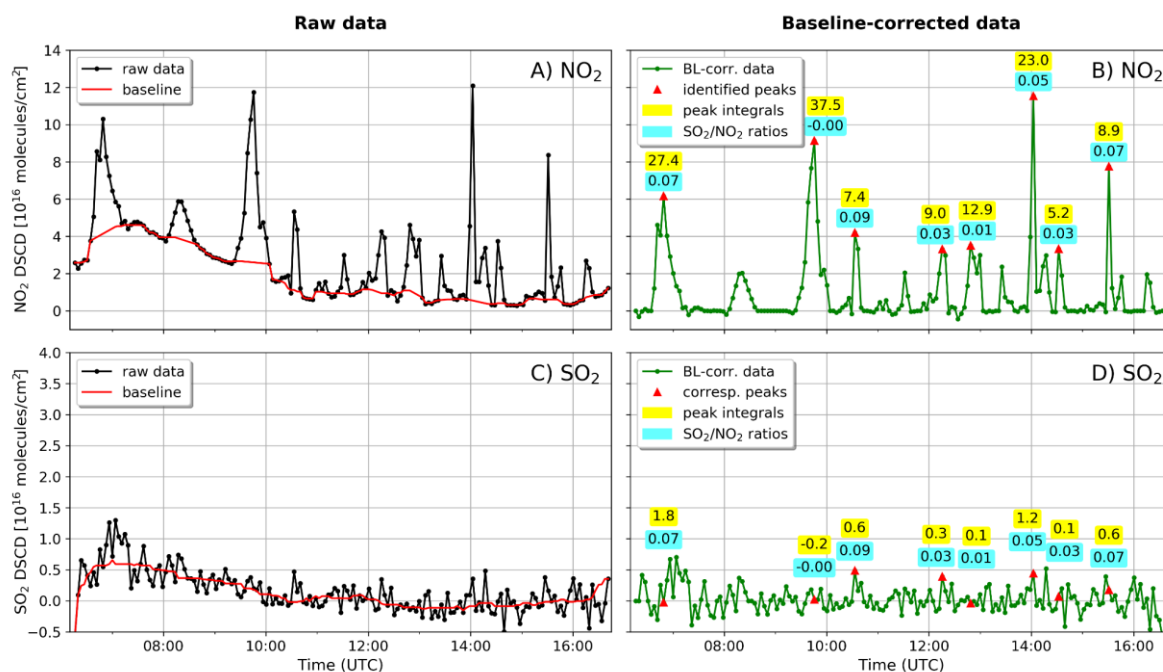 Raw data
Baseline-corrected data
NO₂ DSCD [10¹⁶ molecules/cm²]
14
12
10
8
6
4
2
0
raw data
baseline
A) NO₂
BL-corr. data
identified peaks
peak integrals
SO₂/NO₂ ratios
B) NO₂
27.4
0.07
37.5
-0.00
7.4
0.09
9.0
0.03
12.9
0.01
23.0
0.05
5.2
0.03
8.9
0.07
SO₂ DSCD [10¹⁶ molecules/cm²]
4.0
3.5
3.0
2.5
2.0
1.5
1.0
0.5
0.0
-0.5
raw data
baseline
C) SO₂
08:00
10:00
12:00
14:00
16:00
Time (UTC)
BL-corr. data
corresp. peaks
peak integrals
SO₂/NO₂ ratios
D) SO₂
1.8
0.07
-0.2
-0.00
0.6
0.09
0.3
0.03
0.1
0.01
1.2
0.05
0.1
0.03
0.6
0.07
08:00
10:00
12:00
14:00
16:00
Time (UTC)